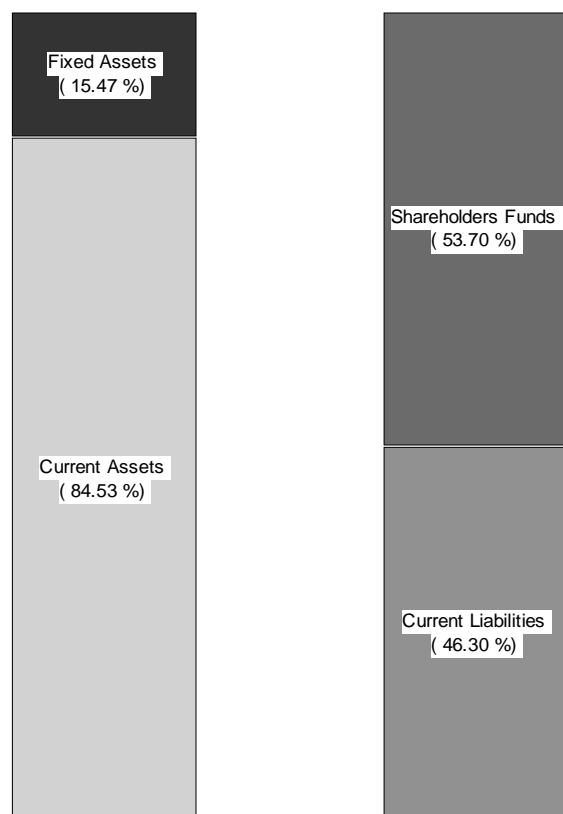 Fixed Assets
( 15.47 %)
Current Assets
( 84.53 %)
Shareholders Funds
( 53.70 %)
Current Liabilities
( 46.30 %)